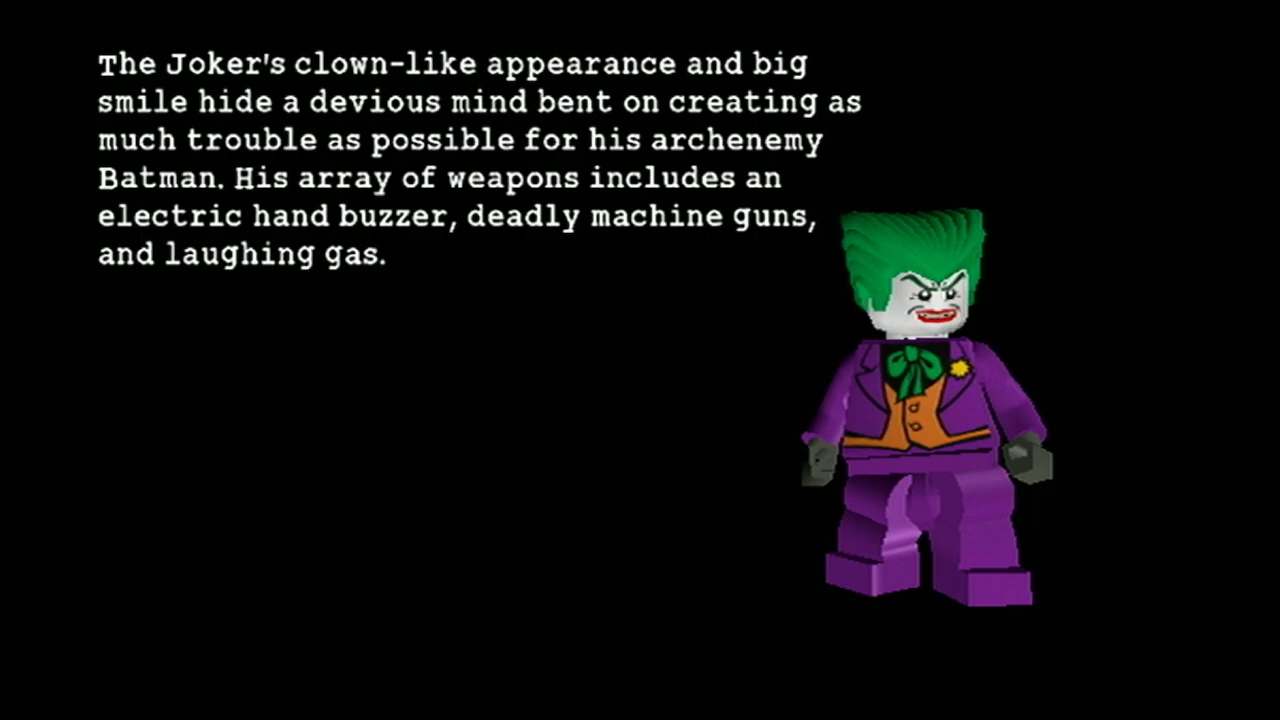 The Joker's clown-like appearance and big
smile hide a devious mind bent on creating as
much trouble as possible for his archenemy
Batman. His array of weapons includes an
electric hand buzzer, deadly machine guns,
and laughing gas.